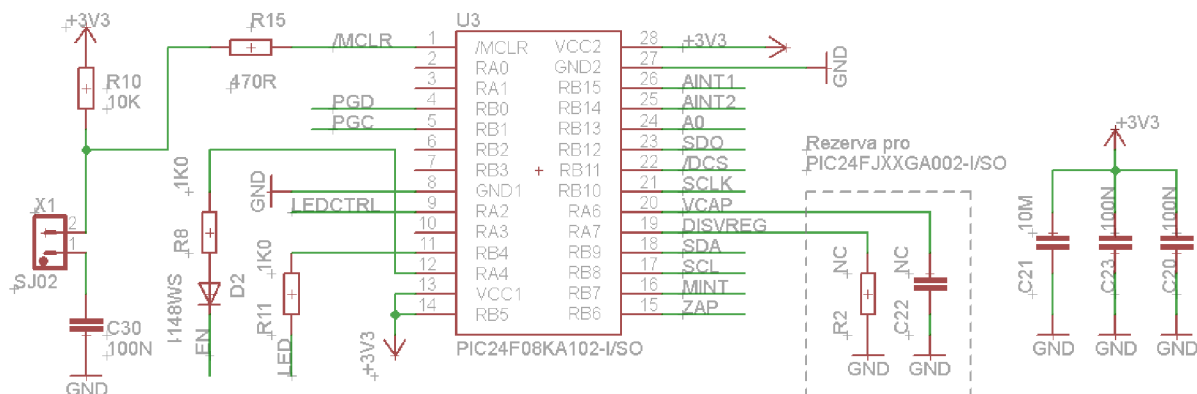 +3V3
R15
/MCLR
470R
R10
10K
X1
2
1
SJ02
C30
100N
GND
PGD
PGC
1K0
R8
D2
1148WS
EN
GND
LEDCTRL
1K0
R11
LED
+3V3
U3
1 /MCLR VCC2 28
2 RA0 GND2 27
3 RA1 RB15 26
4 RB0 RB14 25
5 RB1 RB13 24
6 RB2 RB12 23
7 RB3 RB11 22
8 GND1 RB10 21
9 RA2 RA6 20
10 RA3 RA7 19
11 RB4 RB9 18
12 RA4 RB8 17
13 VCC1 RB7 16
14 RB5 RB6 15
PIC24F08KA102-I/SO
+3V3
GND
AINT1
AINT2
A0
SDO
/DCS
SCLK
VCAP
DISVREG
SDA
SCL
MINT
ZAP
Rezerva pro
PIC24FJXXGA002-I/SO
NC
R2
GND
NC
C22
GND
+3V3
10M
C21
GND
100N
C23
GND
100N
C20
GND